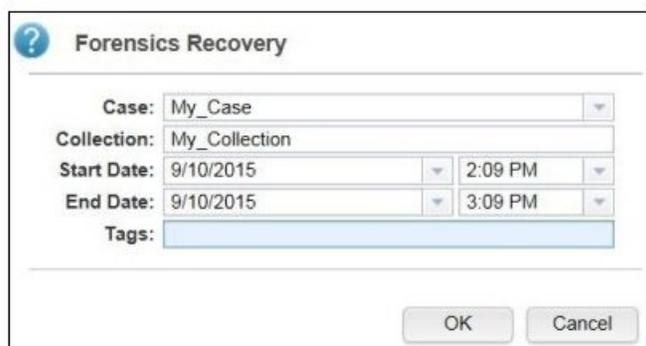 ?
Forensics Recovery
Case: My_Case
Collection: My_Collection
Start Date: 9/10/2015 2:09 PM
End Date: 9/10/2015 3:09 PM
Tags:
OK Cancel